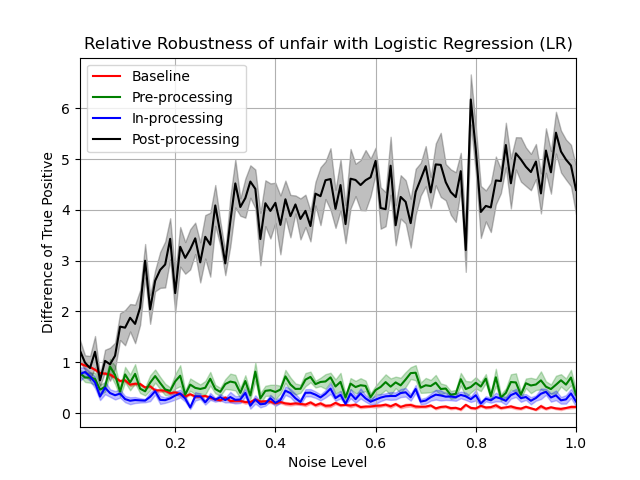 Relative Robustness of unfair with Logistic Regression (LR)
Baseline
Pre-processing
In-processing
Post-processing
Difference of True Positive
6
5
4
3
2
1
0
0.2
0.4
0.6
0.8
1.0
Noise Level